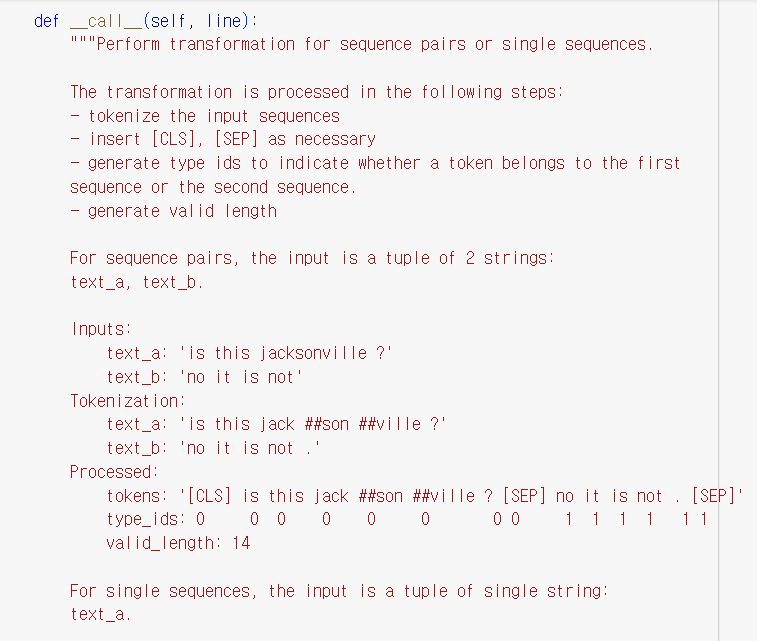 def __call__(self, line):
"""Perform transformation for sequence pairs or single sequences.
The transformation is processed in the following steps:
- tokenize the input sequences
- insert [CLS], [SEP] as necessary
- generate type ids to indicate whether a token belongs to the first
sequence or the second sequence.
- generate valid length
For sequence pairs, the input is a tuple of 2 strings:
text_a, text_b.
Inputs:
text_a: 'is this jacksonville ?'
text_b: 'no it is not'
Tokenization:
text_a: 'is this jack ##son ##ville ?'
text_b: 'no it is not .'
Processed:
tokens: '[CLS] is this jack ##son ##ville ? [SEP] no it is not . [SEP]'
type_ids: 0     0  0    0    0     0       0 0     1  1  1  1   1 1
valid_length: 14
For single sequences, the input is a tuple of single string:
text_a.